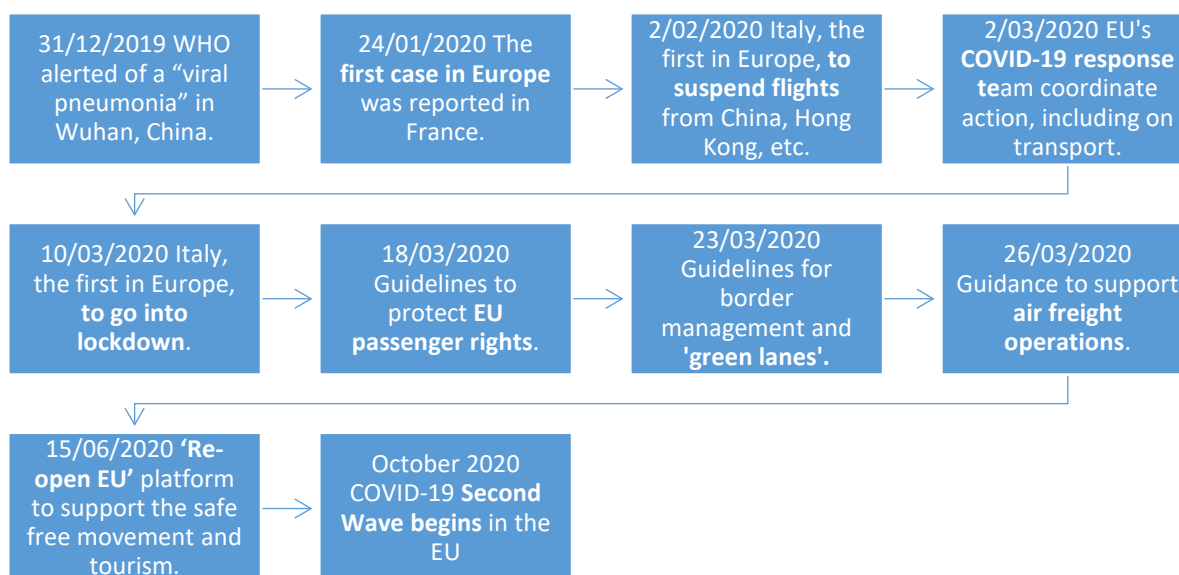 31/12/2019 WHO
alerted of a “viral
pneumonia” in
Wuhan, China.
24/01/2020 The
first case in Europe
was reported in
France.
2/02/2020 Italy, the
first in Europe, to
suspend flights
from China, Hong
Kong, etc.
2/03/2020 EU's
COVID-19 response
team coordinate
action, including on
transport.
10/03/2020 Italy,
the first in Europe,
to go into
lockdown.
18/03/2020
Guidelines to
protect EU
passenger rights.
23/03/2020
Guidelines for
border
management and
'green lanes'.
26/03/2020
Guidance to support
air freight
operations.
15/06/2020 ‘Re-
open EU’ platform
to support the safe
free movement and
tourism.
October 2020
COVID-19 Second
Wave begins in the
EU